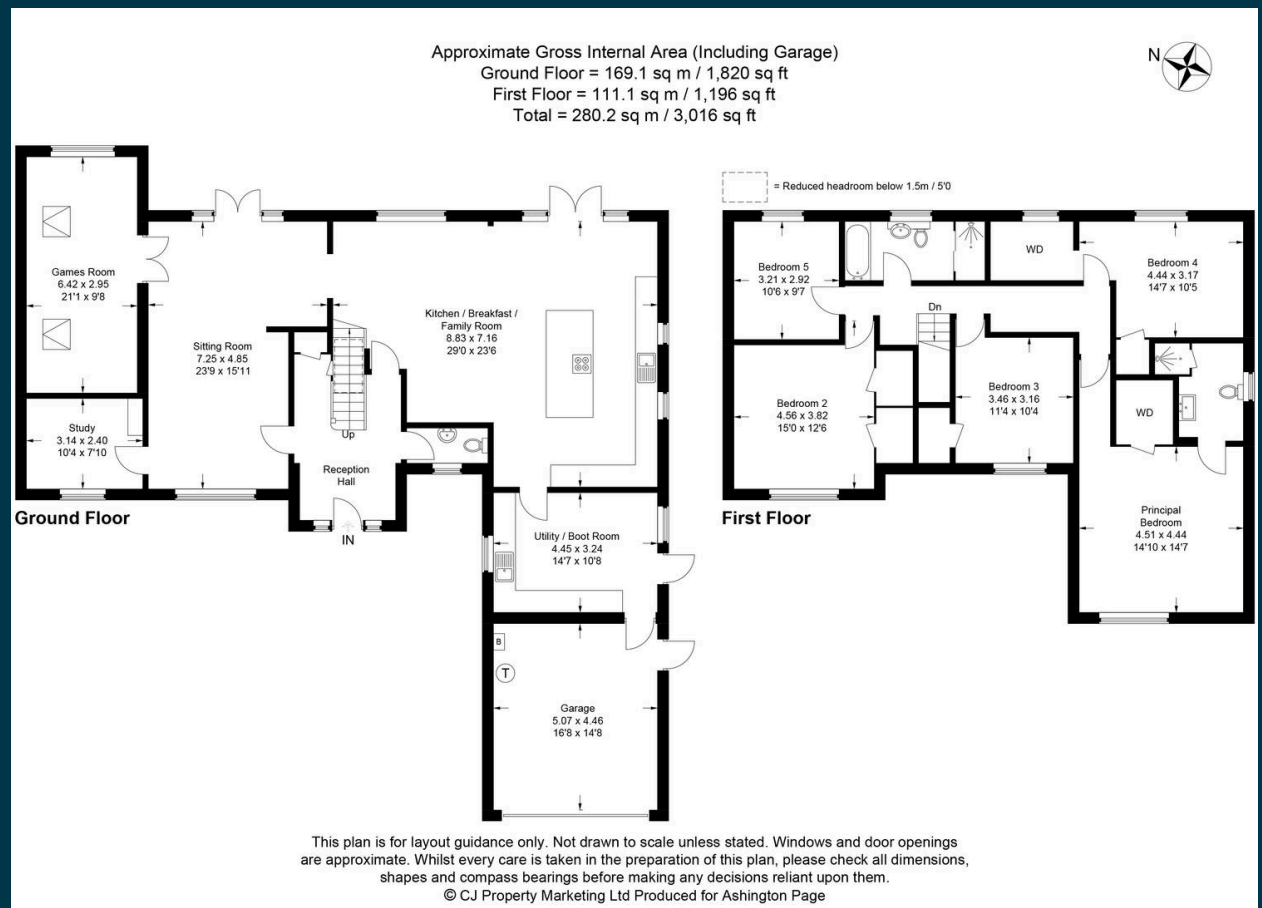 Approximate Gross Internal Area (Including Garage)
Ground Floor = 169.1 sq m / 1,820 sq ft
First Floor = 111.1 sq m / 1,196 sq ft
Total = 280.2 sq m / 3,016 sq ft
N
= Reduced headroom below 1.5m / 5'0
Games Room
6.42 x 2.95
21'1 x 9'8
Sitting Room
7.25 x 4.85
23'9 x 15'11
Kitchen / Breakfast /
Family Room
8.83 x 7.16
29'0 x 23'6
Study
3.14 x 2.40
10'4 x 7'10
Up
Reception
Hall
IN
Ground Floor
Utility / Boot Room
4.45 x 3.24
14'7 x 10'8
B
T
Garage
5.07 x 4.46
16'8 x 14'8
Bedroom 5
3.21 x 2.92
10'6 x 9'7
WD
Bedroom 4
4.44 x 3.17
14'7 x 10'5
Dn
Bedroom 2
4.56 x 3.82
15'0 x 12'6
Bedroom 3
3.46 x 3.16
11'4 x 10'4
WD
Principal
Bedroom
4.51 x 4.44
14'10 x 14'7
First Floor
This plan is for layout guidance only. Not drawn to scale unless stated. Windows and door openings
are approximate. Whilst every care is taken in the preparation of this plan, please check all dimensions,
shapes and compass bearings before making any decisions reliant upon them.
© CJ Property Marketing Ltd Produced for Ashington Page